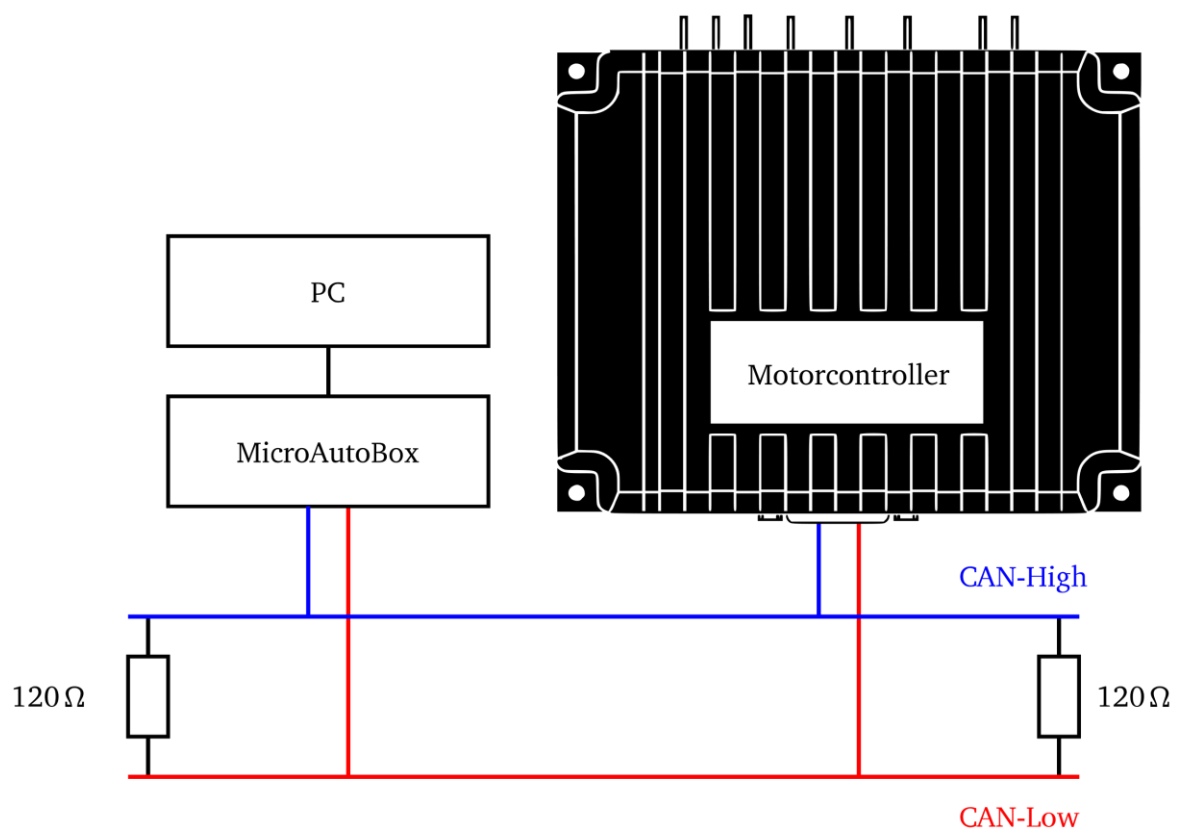 PC
Motorcontroller
MicroAutoBox
CAN-High
120 Ω
120 Ω
CAN-Low